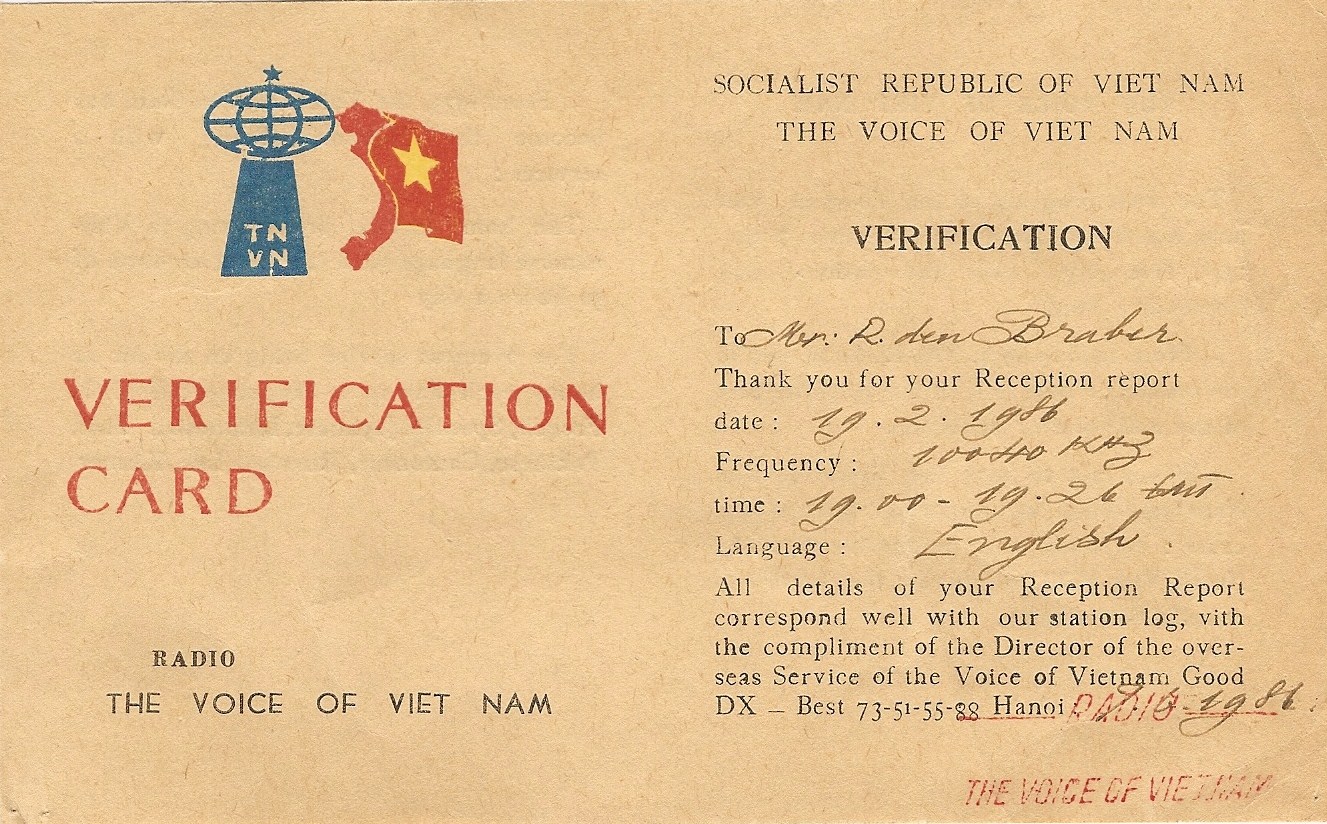 TN
VN
VERIFICATION
CARD
RADIO
THE VOICE OF VIET NAM
SOCIALIST REPUBLIC OF VIET NAM
THE VOICE OF VIET NAM
VERIFICATION
To Mr: R. den Braber
Thank you for your Reception report
date : 19. 2. 1986
Frequency : 10040 KHZ
time : 19.00 - 19.26 GMT
Language : English
All details of your Reception Report
correspond well with our station log, vith
the compliment of the Director of the over-
seas Service of the Voice of Vietnam Good
DX — Best 73-51-55-88 Hanoi 1986
RADIO
THE VOICE OF VIETNAM